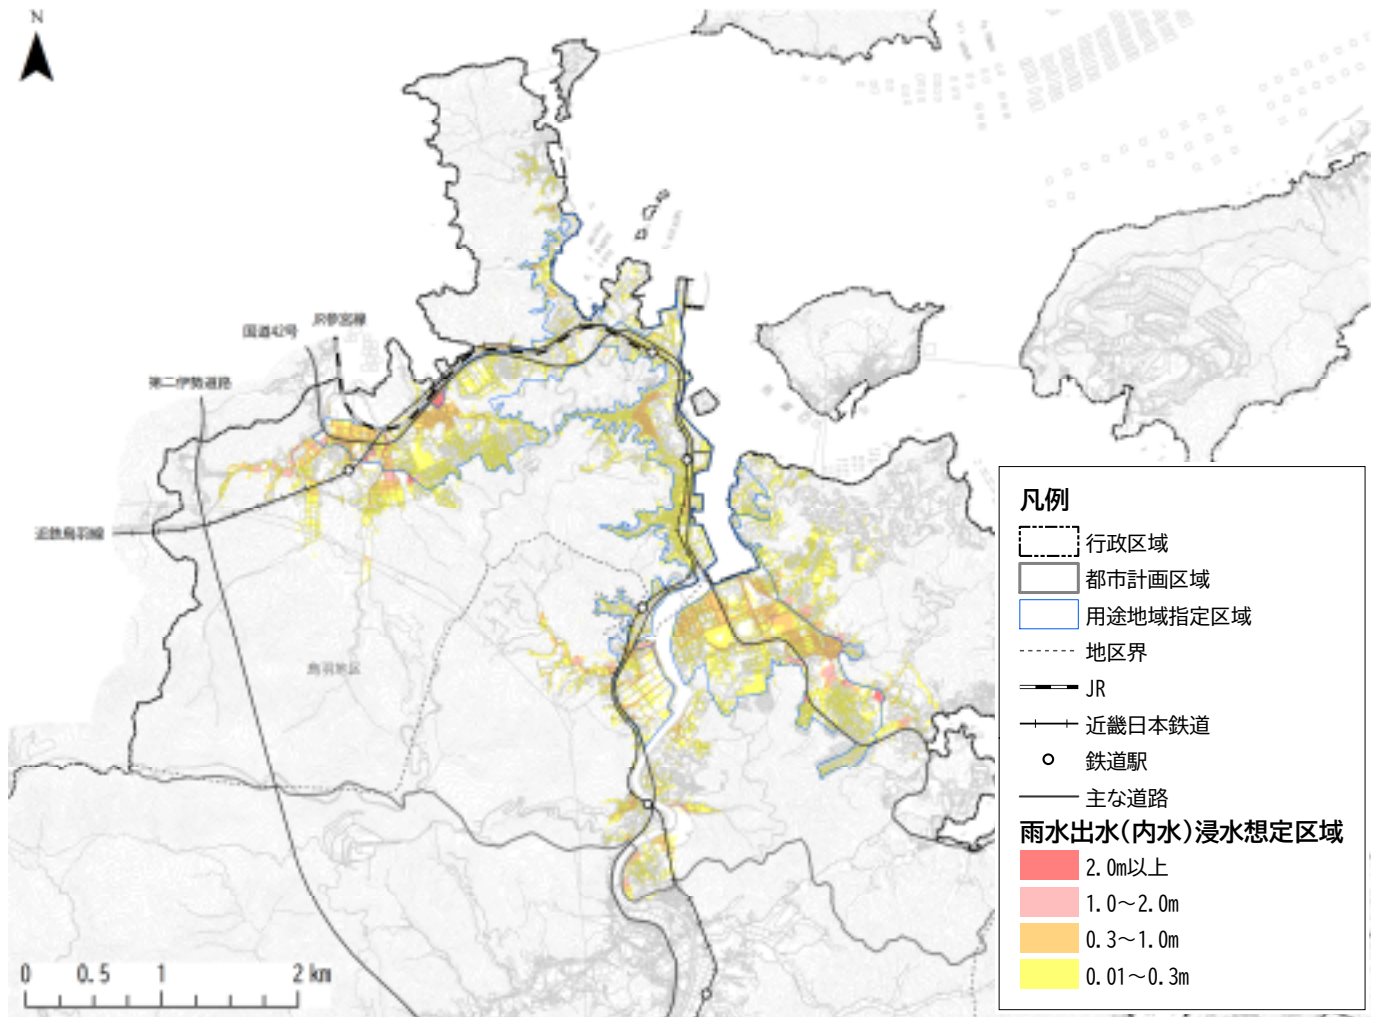 N
JR参宮線
国道42号
第二伊勢道路
近鉄鳥羽線
鳥羽地区
凡例
行政区域
都市計画区域
用途地域指定区域
地区界
JR
近畿日本鉄道
鉄道駅
主な道路
雨水出水(内水)浸水想定区域
2.0m以上
1.0～2.0m
0.3～1.0m
0.01～0.3m
0 0.5 1 2 km